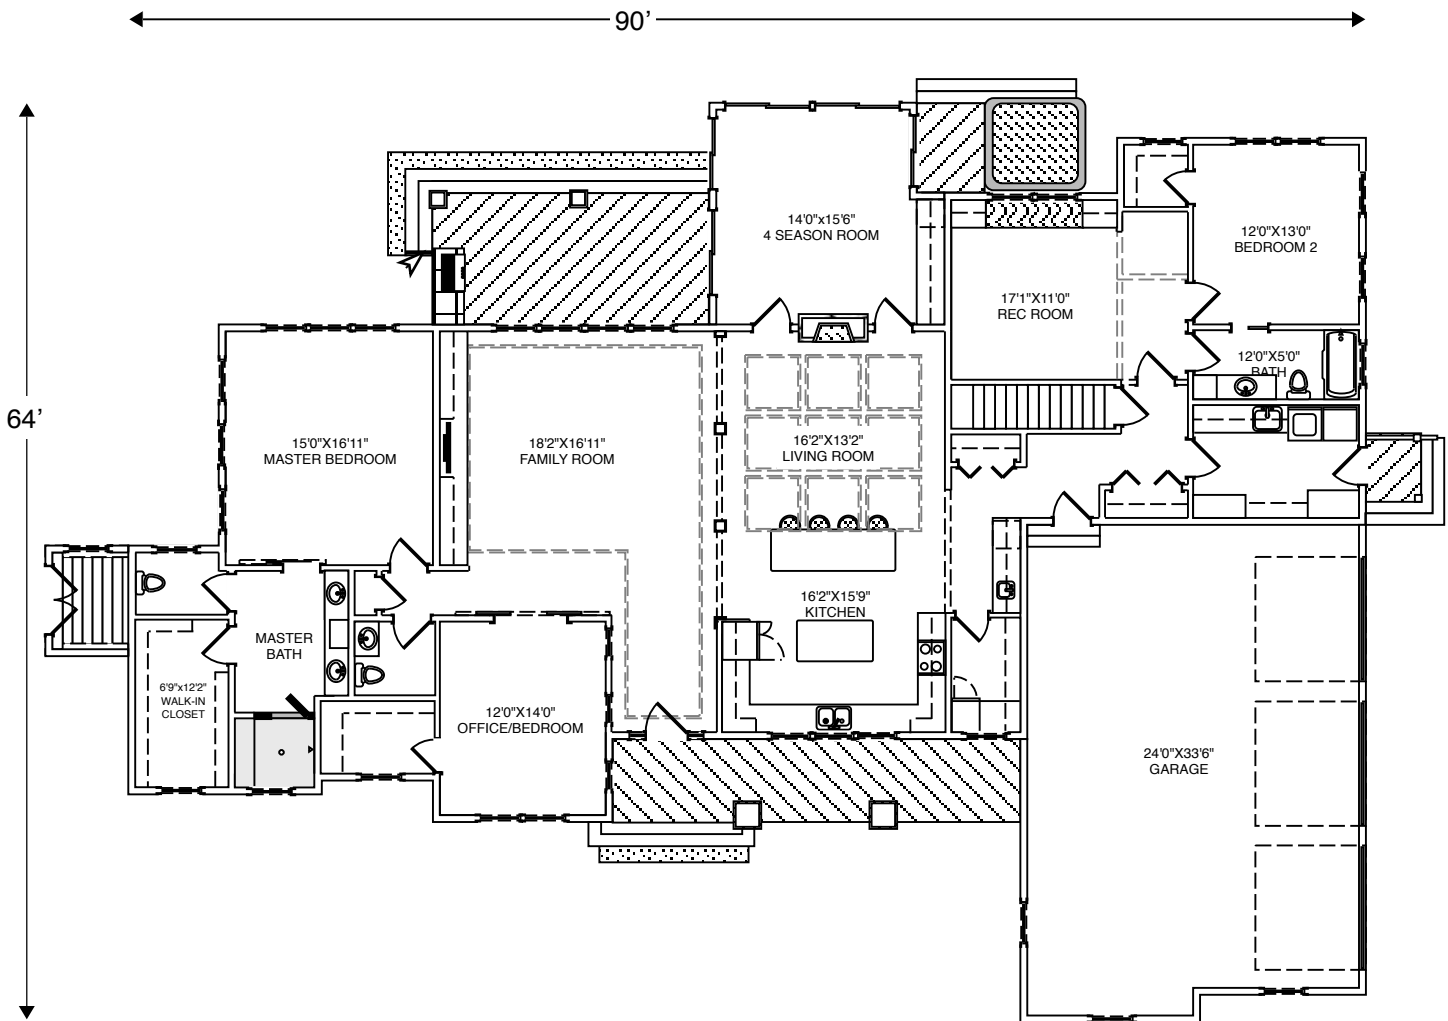 90’
64’
14'0"x15'6"
4 SEASON ROOM
12'0"X13'0"
BEDROOM 2
17'1"X11'0"
REC ROOM
12'0"X5'0"
BATH
15'0"X16'11"
MASTER BEDROOM
18'2"X16'11"
FAMILY ROOM
16'2"X13'2"
LIVING ROOM
16'2"X15'9"
KITCHEN
MASTER
BATH
6'9"x12'2"
WALK-IN
CLOSET
12'0"X14'0"
OFFICE/BEDROOM
24'0"X33'6"
GARAGE